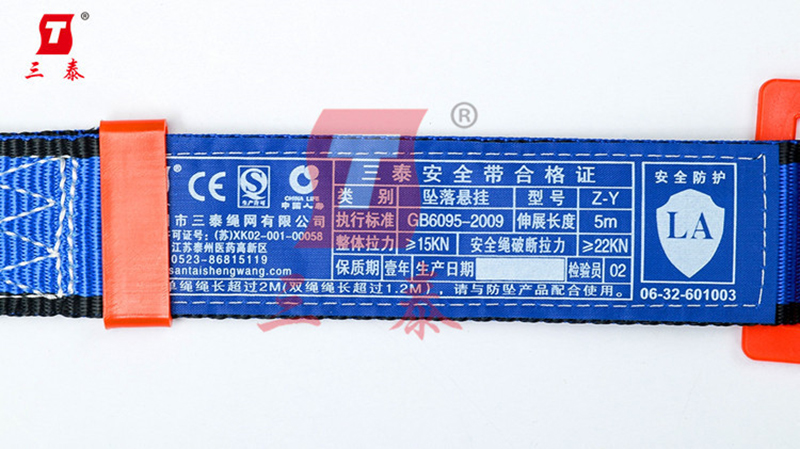 T
三泰
®
三泰安全带合格证
CE
QS
CHINA LIFE
中国人寿
类别 坠落悬挂 型号 Z-Y
执行标准 GB6095-2009 伸展长度 5m
整体拉力 ≥15KN 安全绳破断拉力 ≥22KN
保质期 壹年 生产日期 检验员 02
市三泰绳网有限公司
可证号：(苏)XK02-001-00058
江苏泰州医药高新区
0523-86815119
santaishengwang.com
单绳绳长超过2M(双绳绳长超过1.2M) 请与防坠产品配合使用。
安全防护
LA
06-32-601003
T
三泰